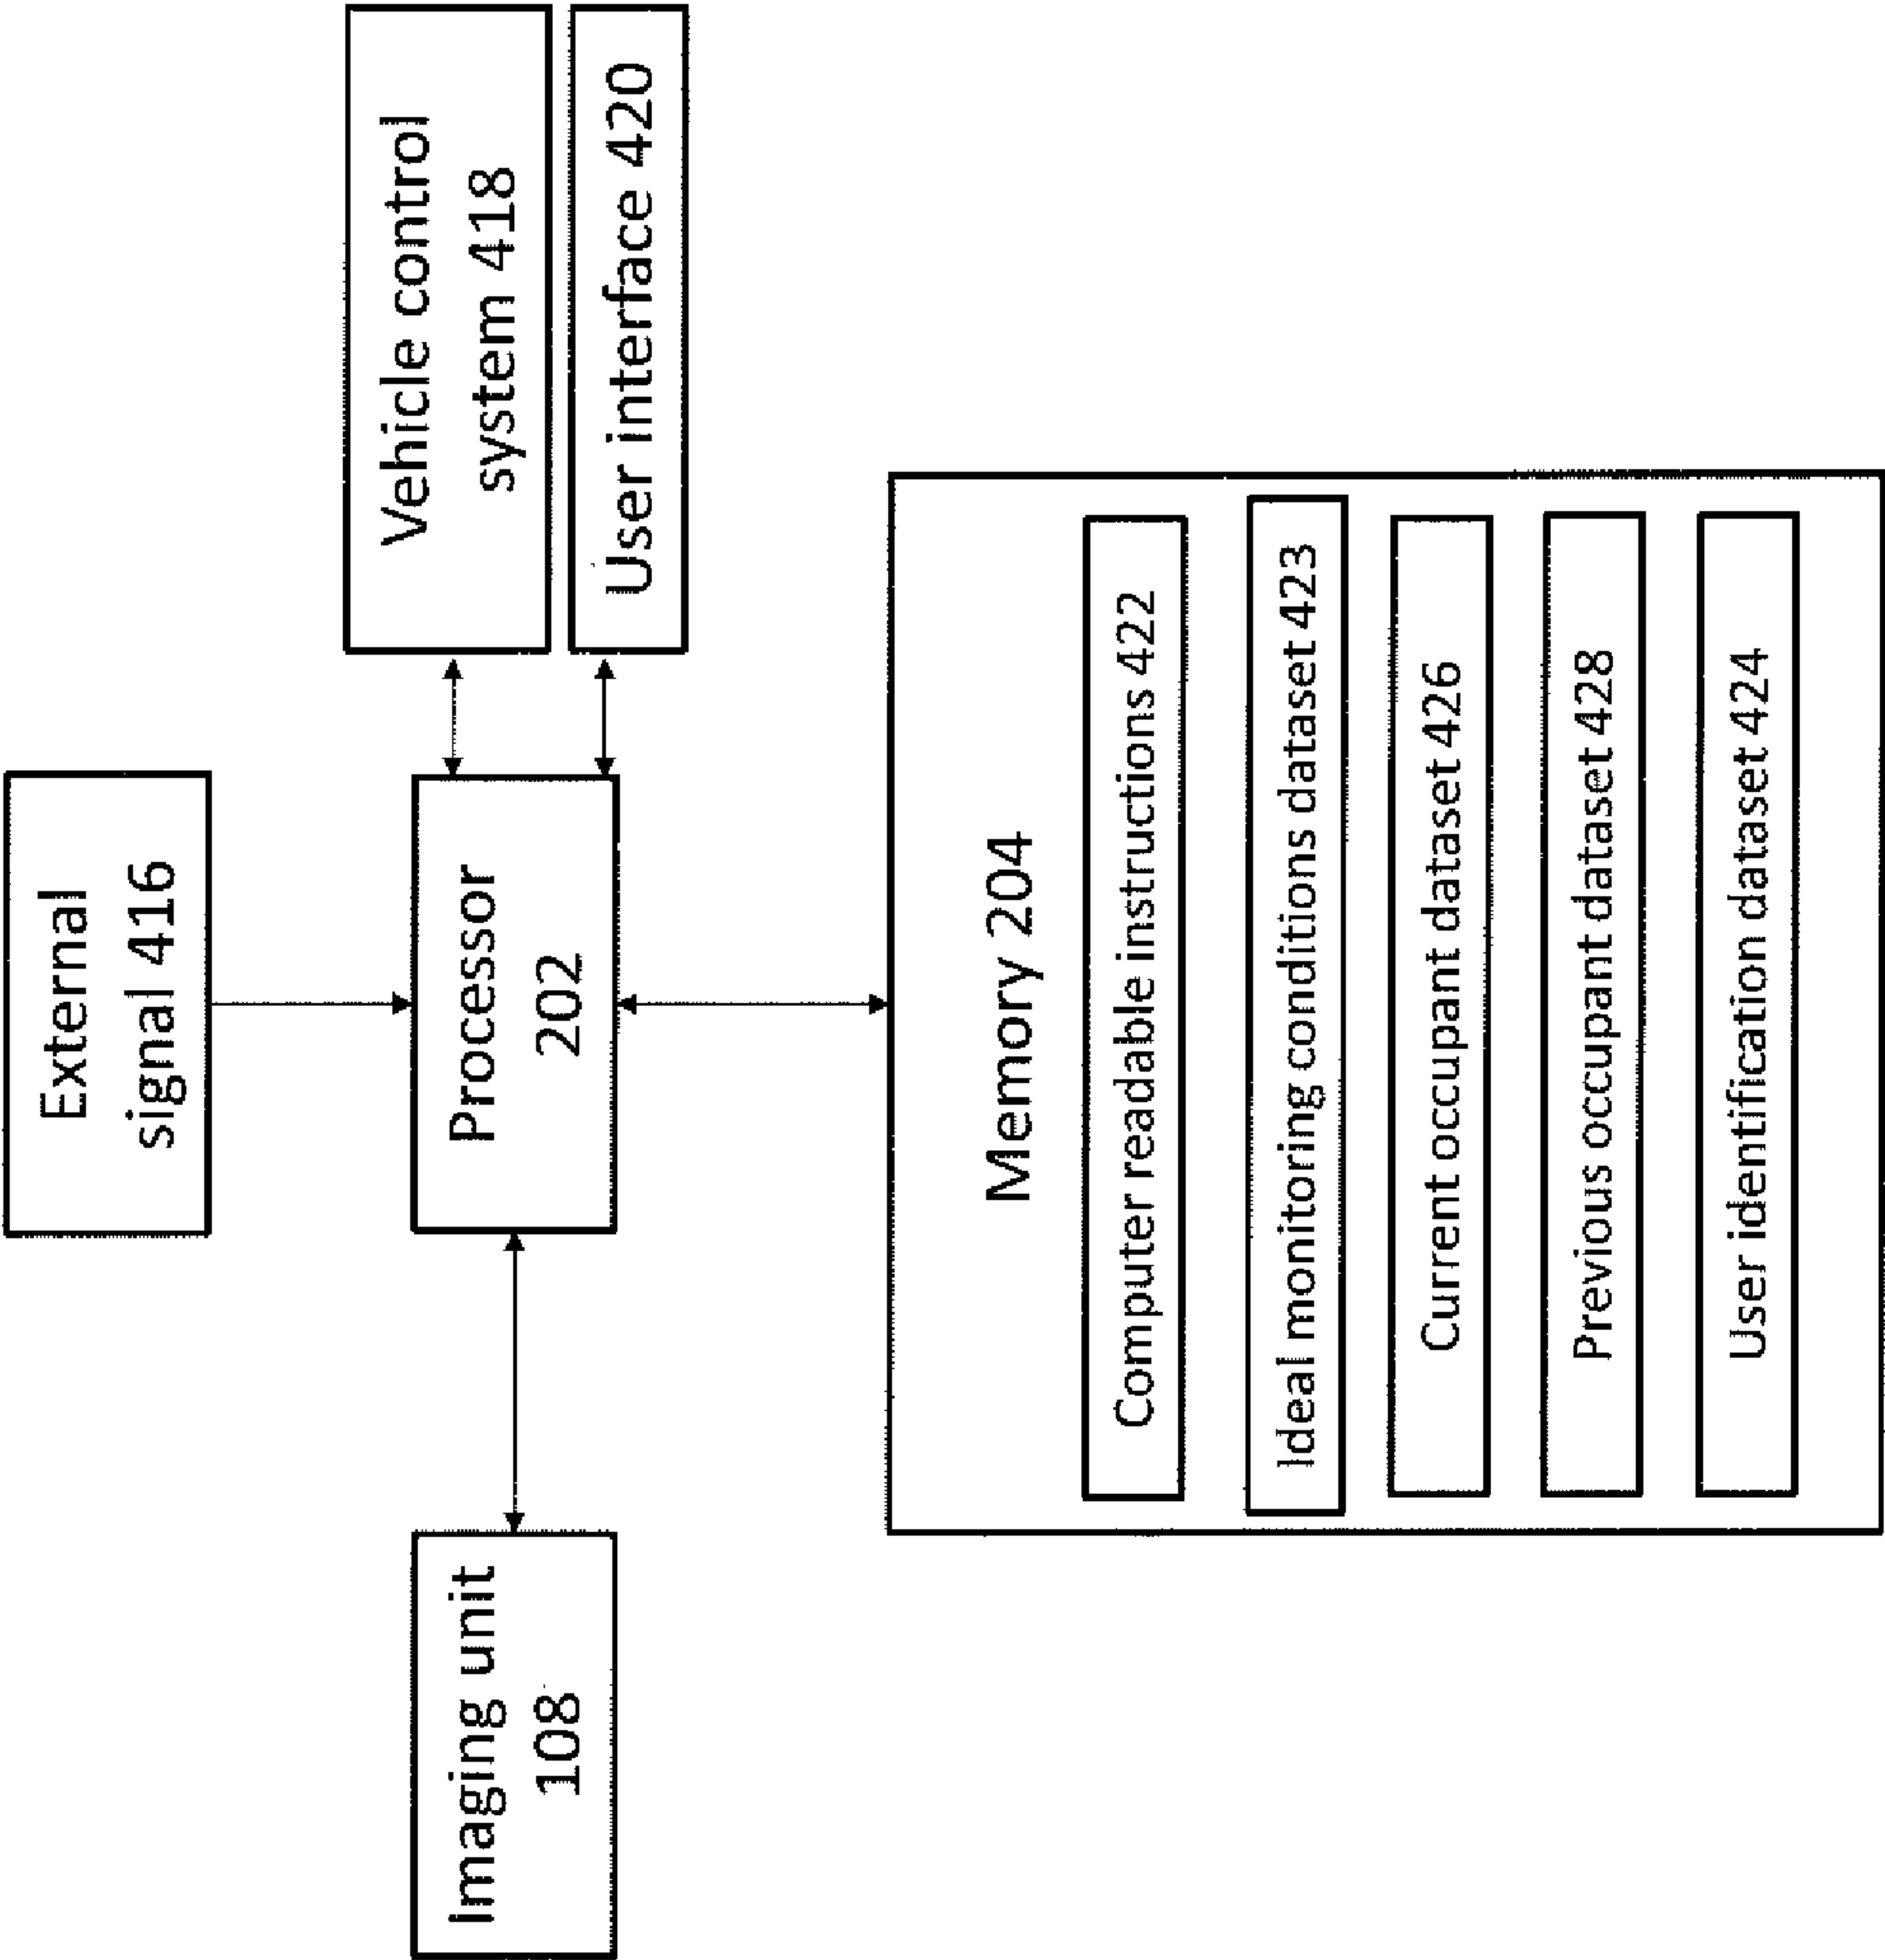 External
signal 416
Imaging unit
108
Processor
202
Vehicle control
system 418
User interface 420
Memory 204
Computer readable instructions 422
Ideal monitoring conditions dataset 423
Current occupant dataset 426
Previous occupant dataset 428
User identification dataset 424